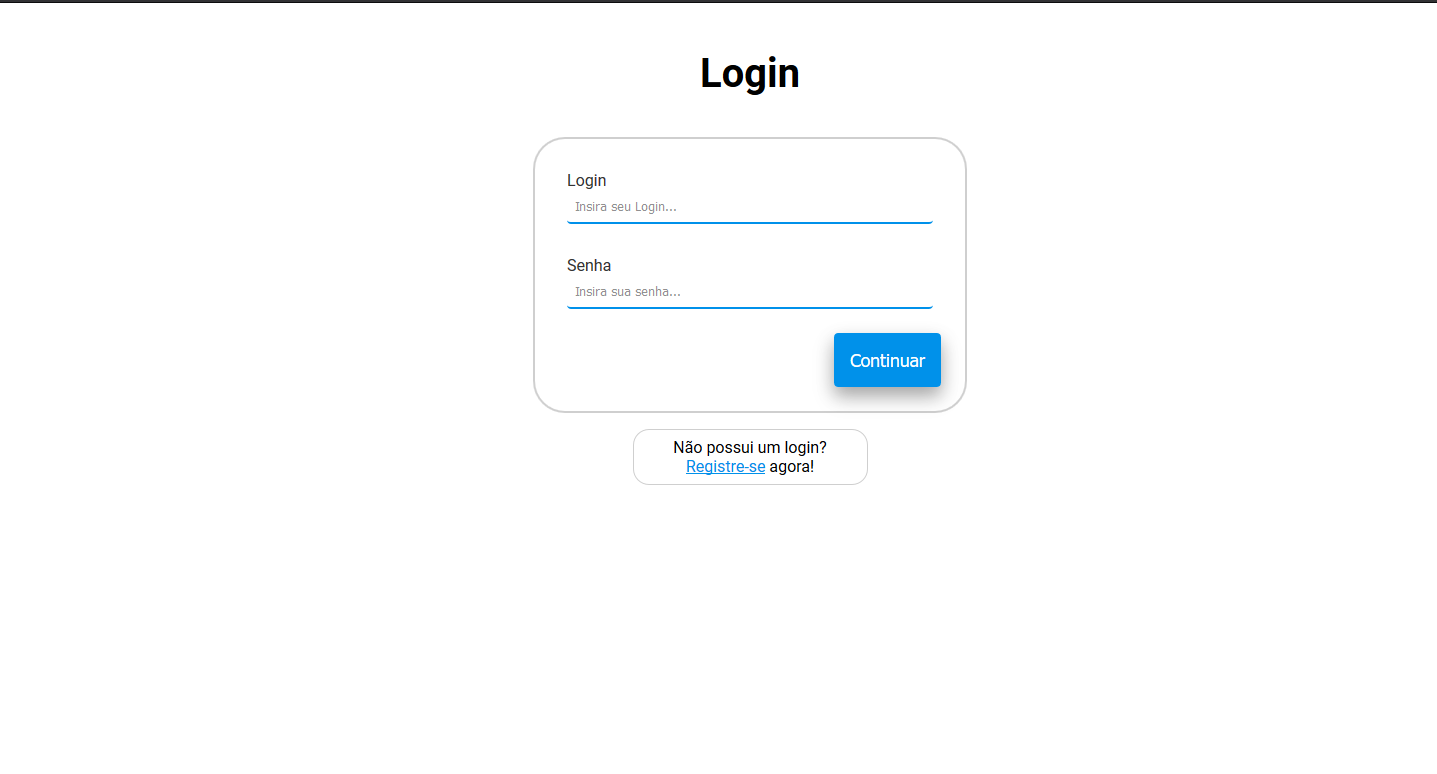 Login
Login
Insira seu Login...
Senha
Insira sua senha...
Continuar
Não possui um login?
Registre-se agora!